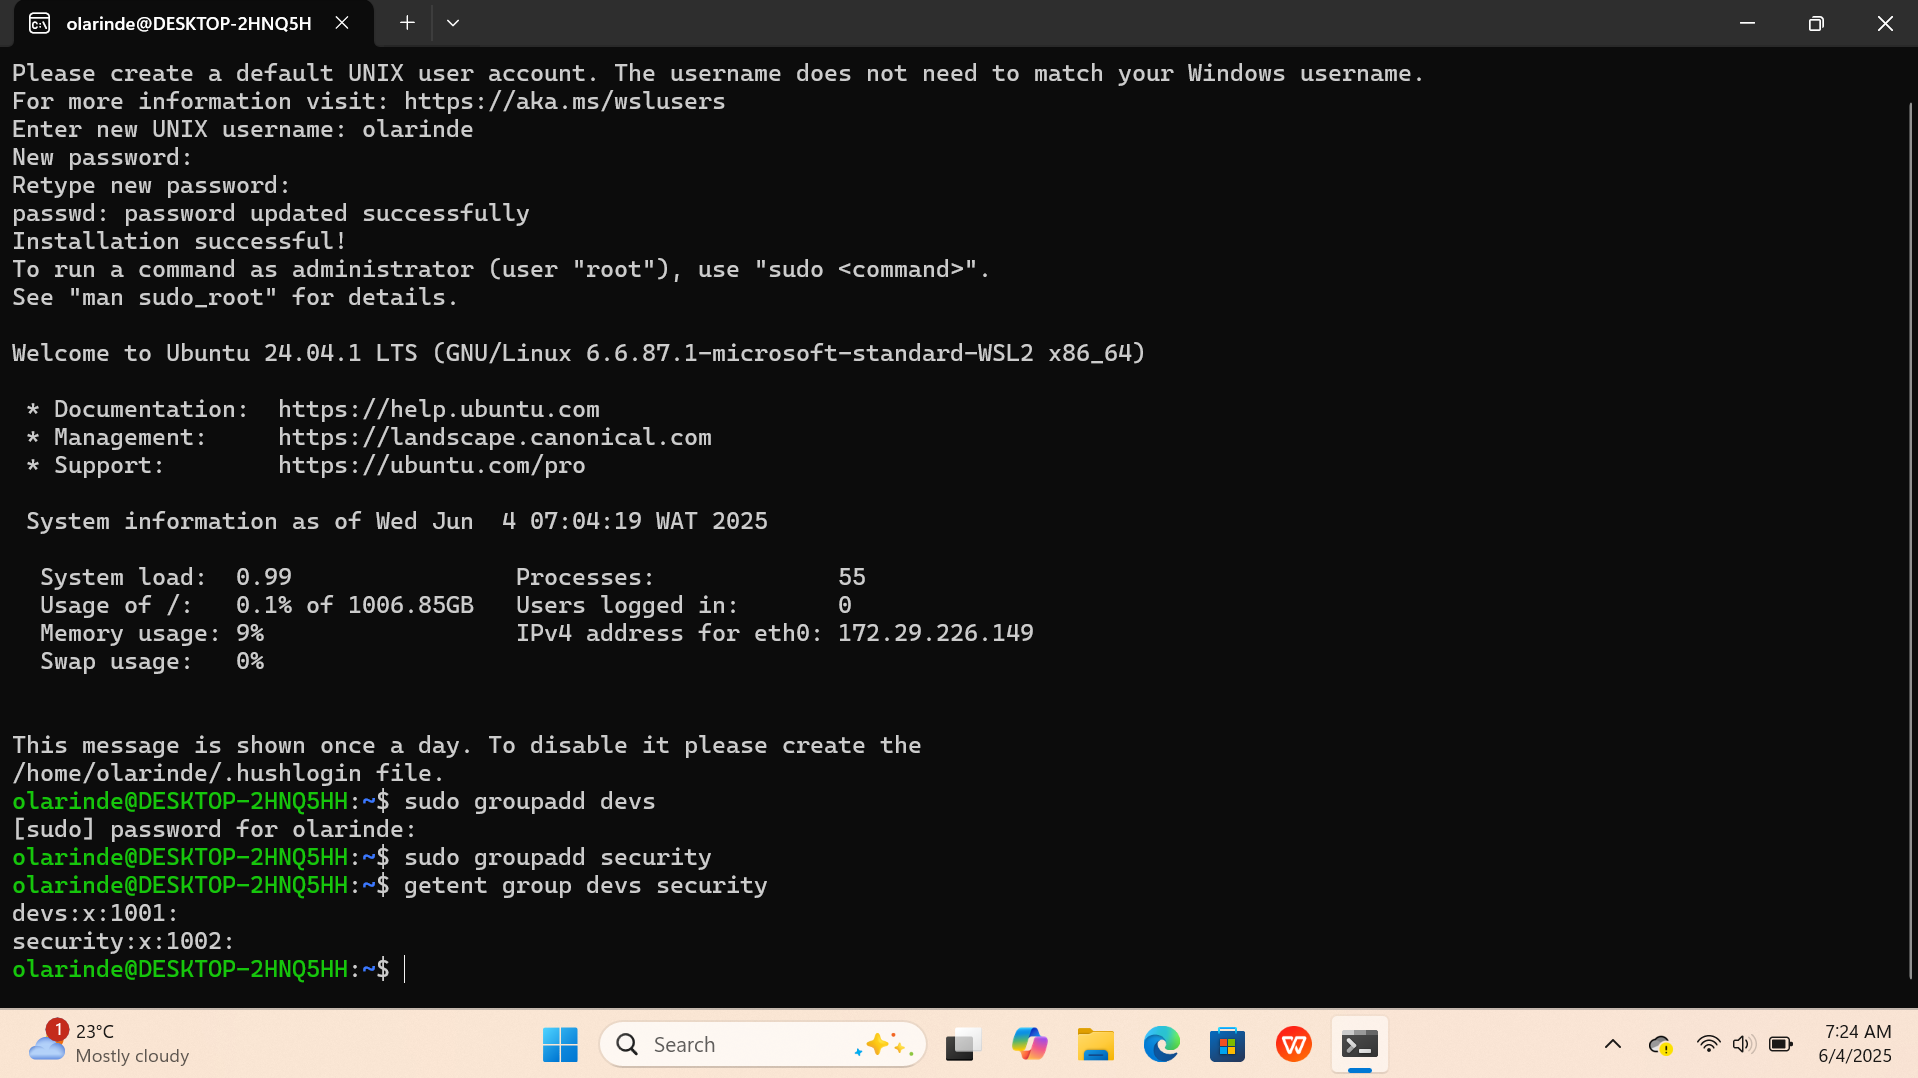 olarinde@DESKTOP-2HNQ5H
Please create a default UNIX user account. The username does not need to match your Windows username.
For more information visit: https://aka.ms/wslusers
Enter new UNIX username: olarinde
New password:
Retype new password:
passwd: password updated successfully
Installation successful!
To run a command as administrator (user "root"), use "sudo <command>".
See "man sudo_root" for details.
Welcome to Ubuntu 24.04.1 LTS (GNU/Linux 6.6.87.1-microsoft-standard-WSL2 x86_64)
* Documentation:  https://help.ubuntu.com
* Management:     https://landscape.canonical.com
* Support:        https://ubuntu.com/pro
System information as of Wed Jun  4 07:04:19 WAT 2025
System load:  0.99                Processes:             55
Usage of /:   0.1% of 1006.85GB   Users logged in:       0
Memory usage: 9%                  IPv4 address for eth0: 172.29.226.149
Swap usage:   0%
This message is shown once a day. To disable it please create the
/home/olarinde/.hushlogin file.
olarinde@DESKTOP-2HNQ5HH:~$ sudo groupadd devs
[sudo] password for olarinde:
olarinde@DESKTOP-2HNQ5HH:~$ sudo groupadd security
olarinde@DESKTOP-2HNQ5HH:~$ getent group devs security
devs:x:1001:
security:x:1002:
olarinde@DESKTOP-2HNQ5HH:~$
1
23°C
Mostly cloudy
Search
7:24 AM
6/4/2025